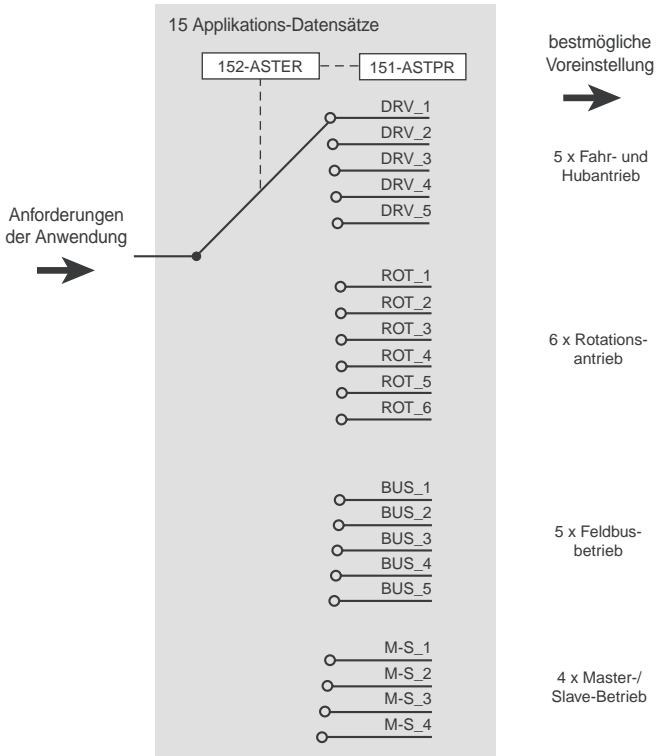 15 Applikations-Datensätze
152-ASTER
151-ASTPR
bestmögliche
Voreinstellung
DRV_1
DRV_2
DRV_3
DRV_4
DRV_5
5 x Fahr- und
Hubantrieb
Anforderungen
der Anwendung
ROT_1
ROT_2
ROT_3
ROT_4
ROT_5
ROT_6
6 x Rotations-
antrieb
BUS_1
BUS_2
BUS_3
BUS_4
BUS_5
5 x Feldbus-
betrieb
M-S_1
M-S_2
M-S_3
M-S_4
4 x Master-/
Slave-Betrieb